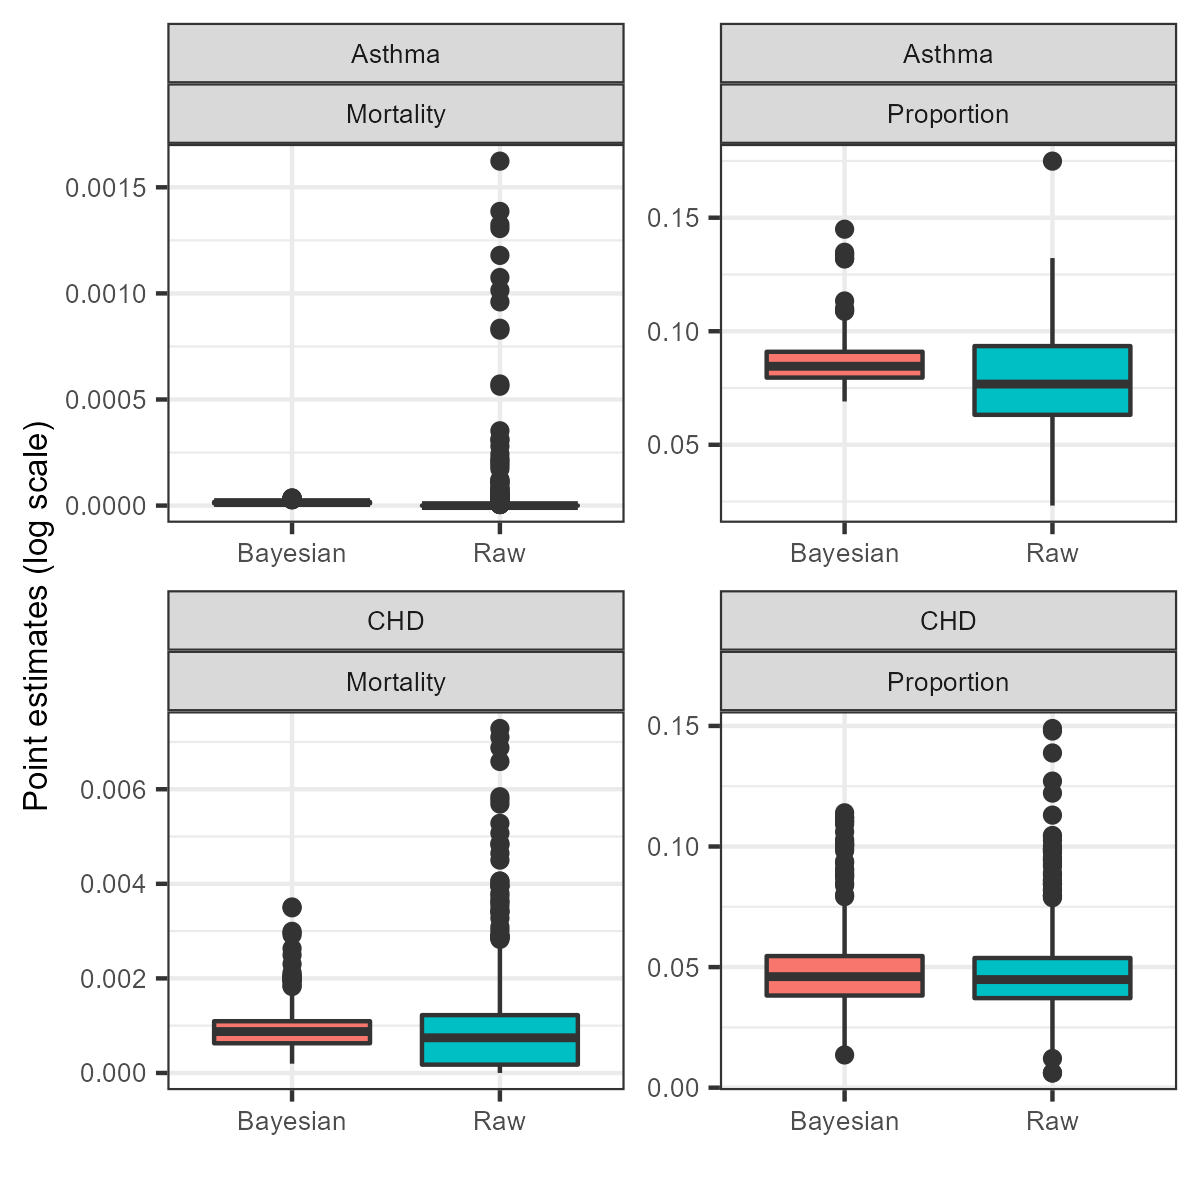 Asthma
Mortality
0.0015
0.0010
0.0005
0.0000
Bayesian Raw
Asthma
Proportion
0.15
0.10
0.05
Bayesian Raw
Point estimates (log scale)
CHD
Mortality
0.006
0.004
0.002
0.000
Bayesian Raw
CHD
Proportion
0.15
0.10
0.05
0.00
Bayesian Raw